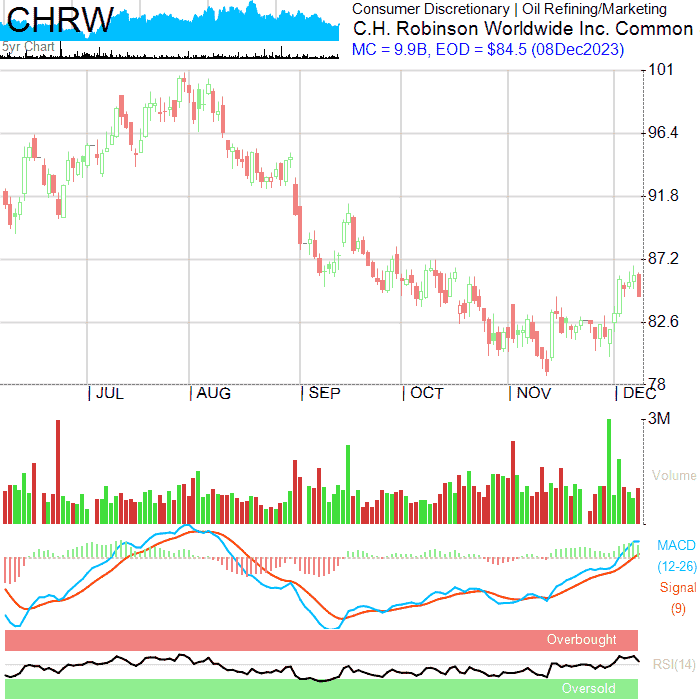 CHRW
5yr Chart
Consumer Discretionary | Oil Refining/Marketing
C.H. Robinson Worldwide Inc. Common
MC = 9.9B, EOD = $84.5 (08Dec2023)
101
96.4
91.8
87.2
82.6
78
JUL AUG SEP OCT NOV DEC
3M
Volume
MACD
(12-26)
Signal
(9)
Overbought
RSI(14)
Oversold